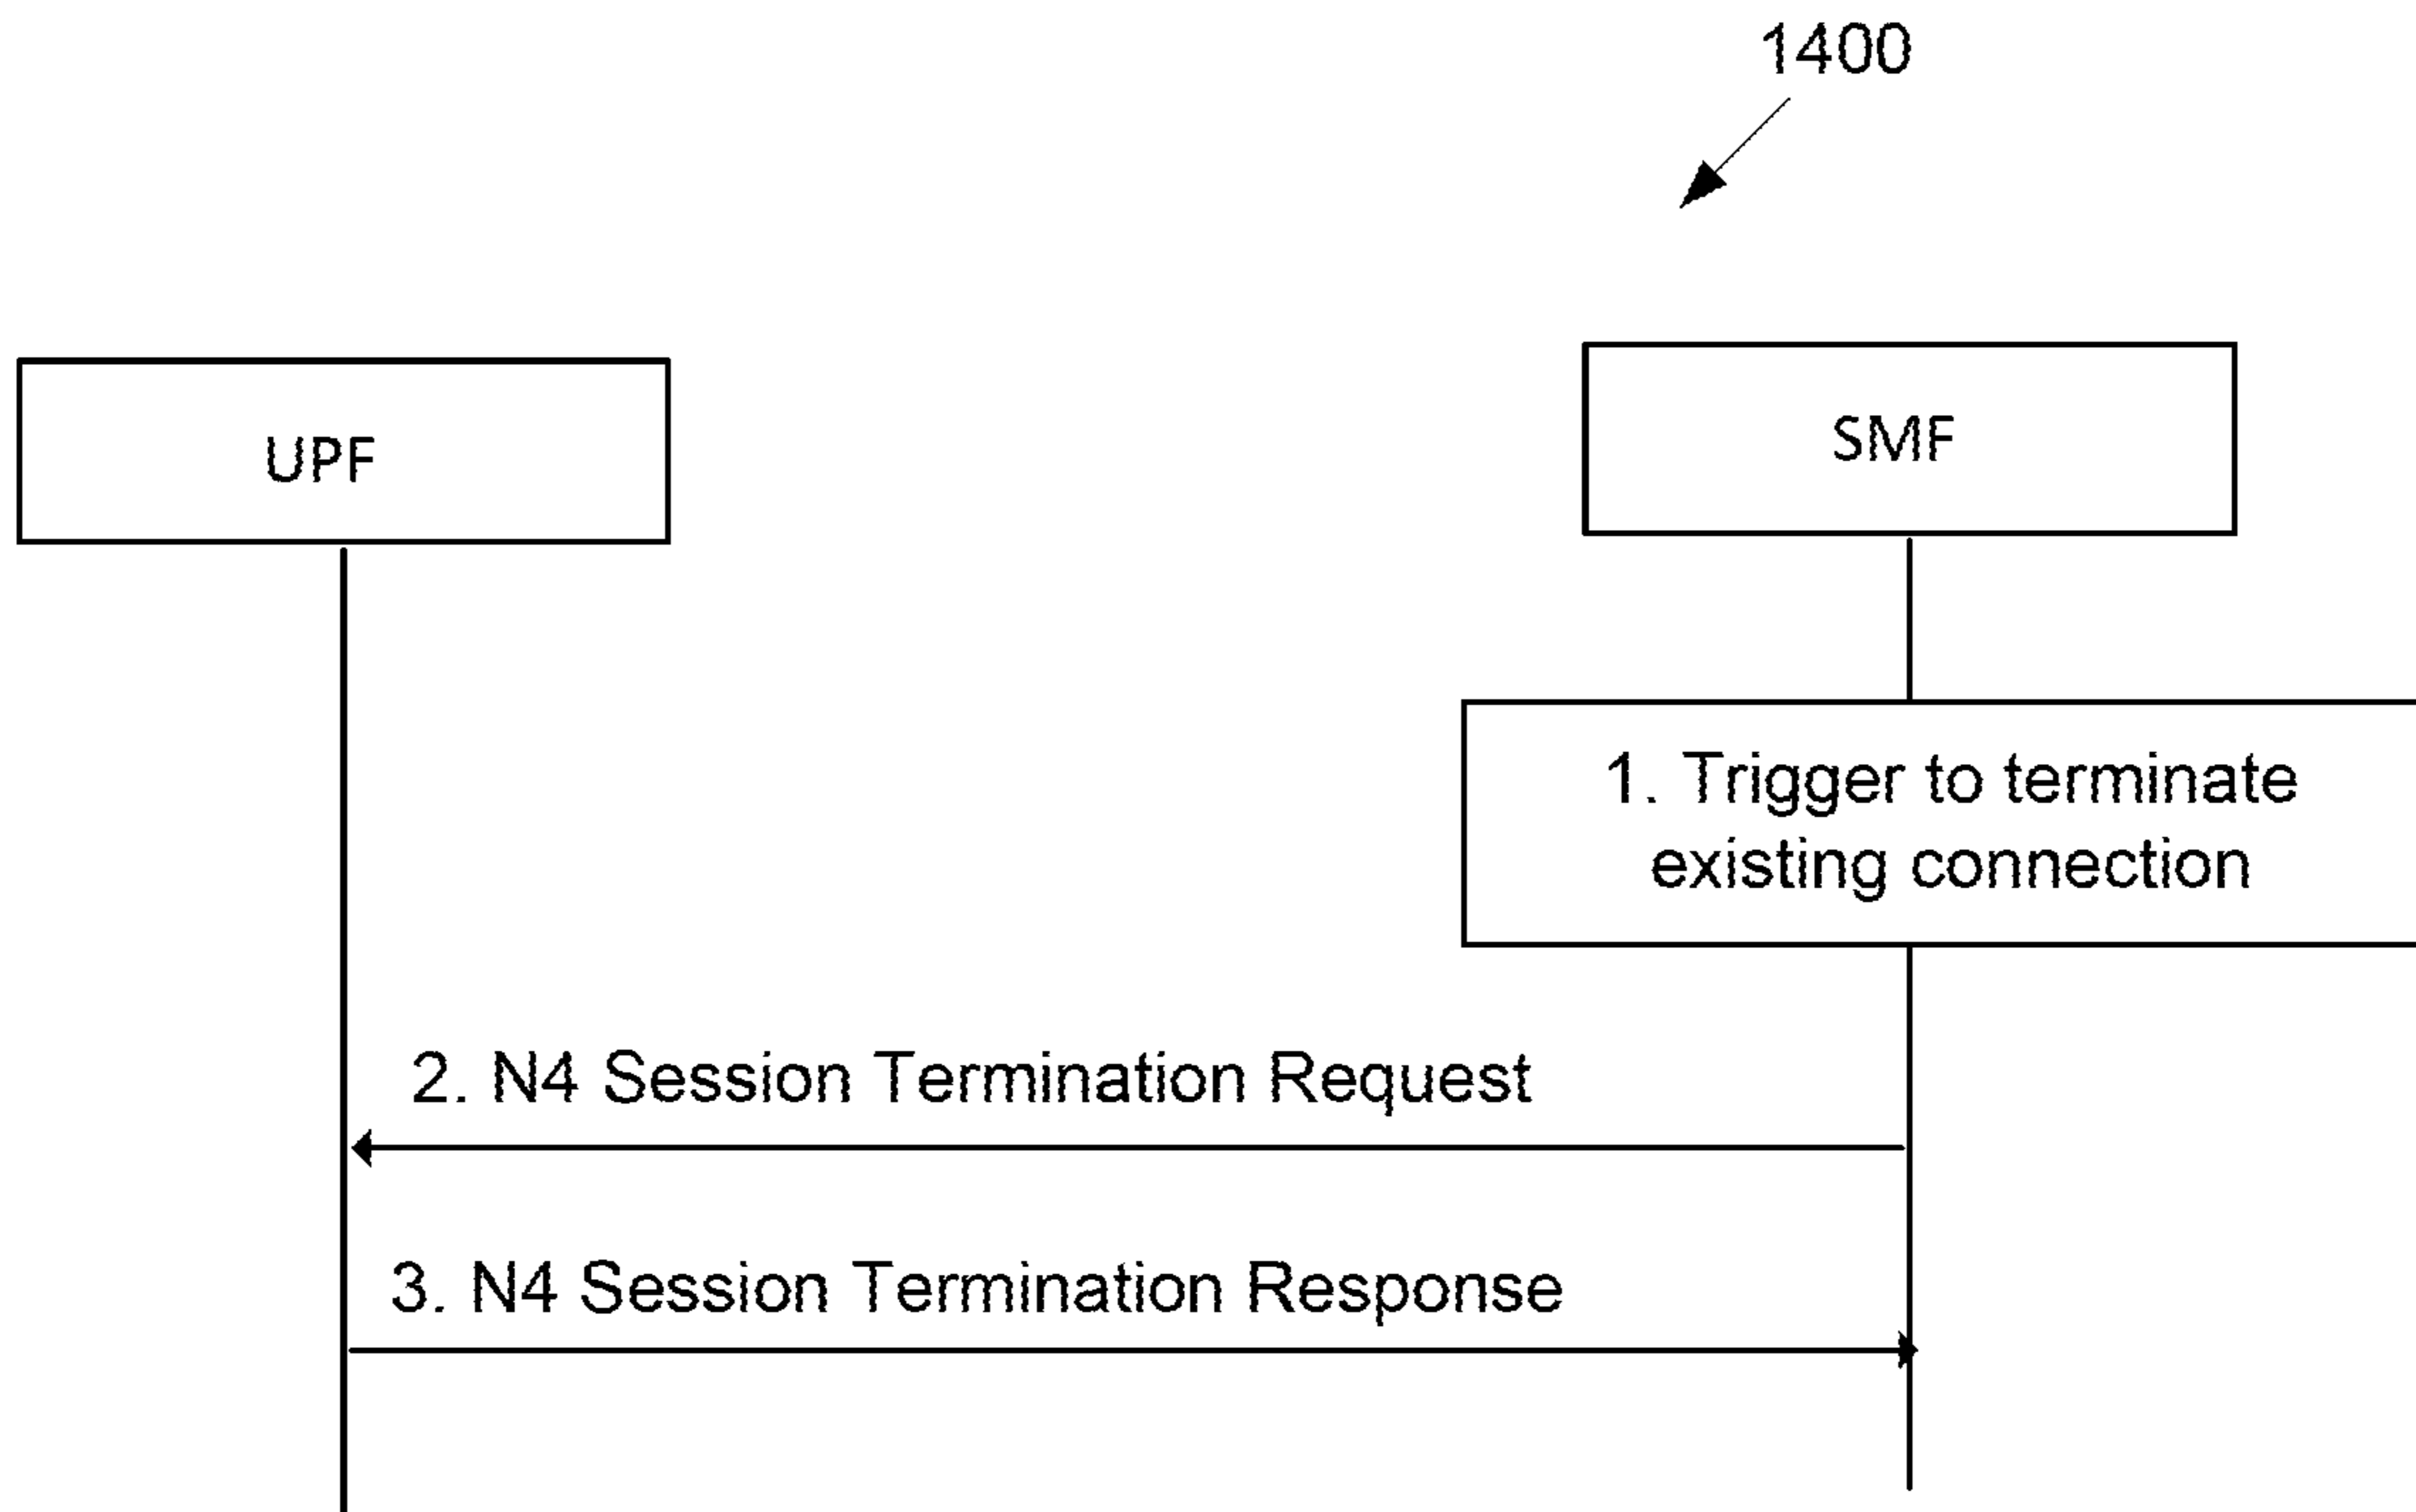 1400
UPF
SMF
1. Trigger to terminate
existing connection
2. N4 Session Termination Request
3. N4 Session Termination Response